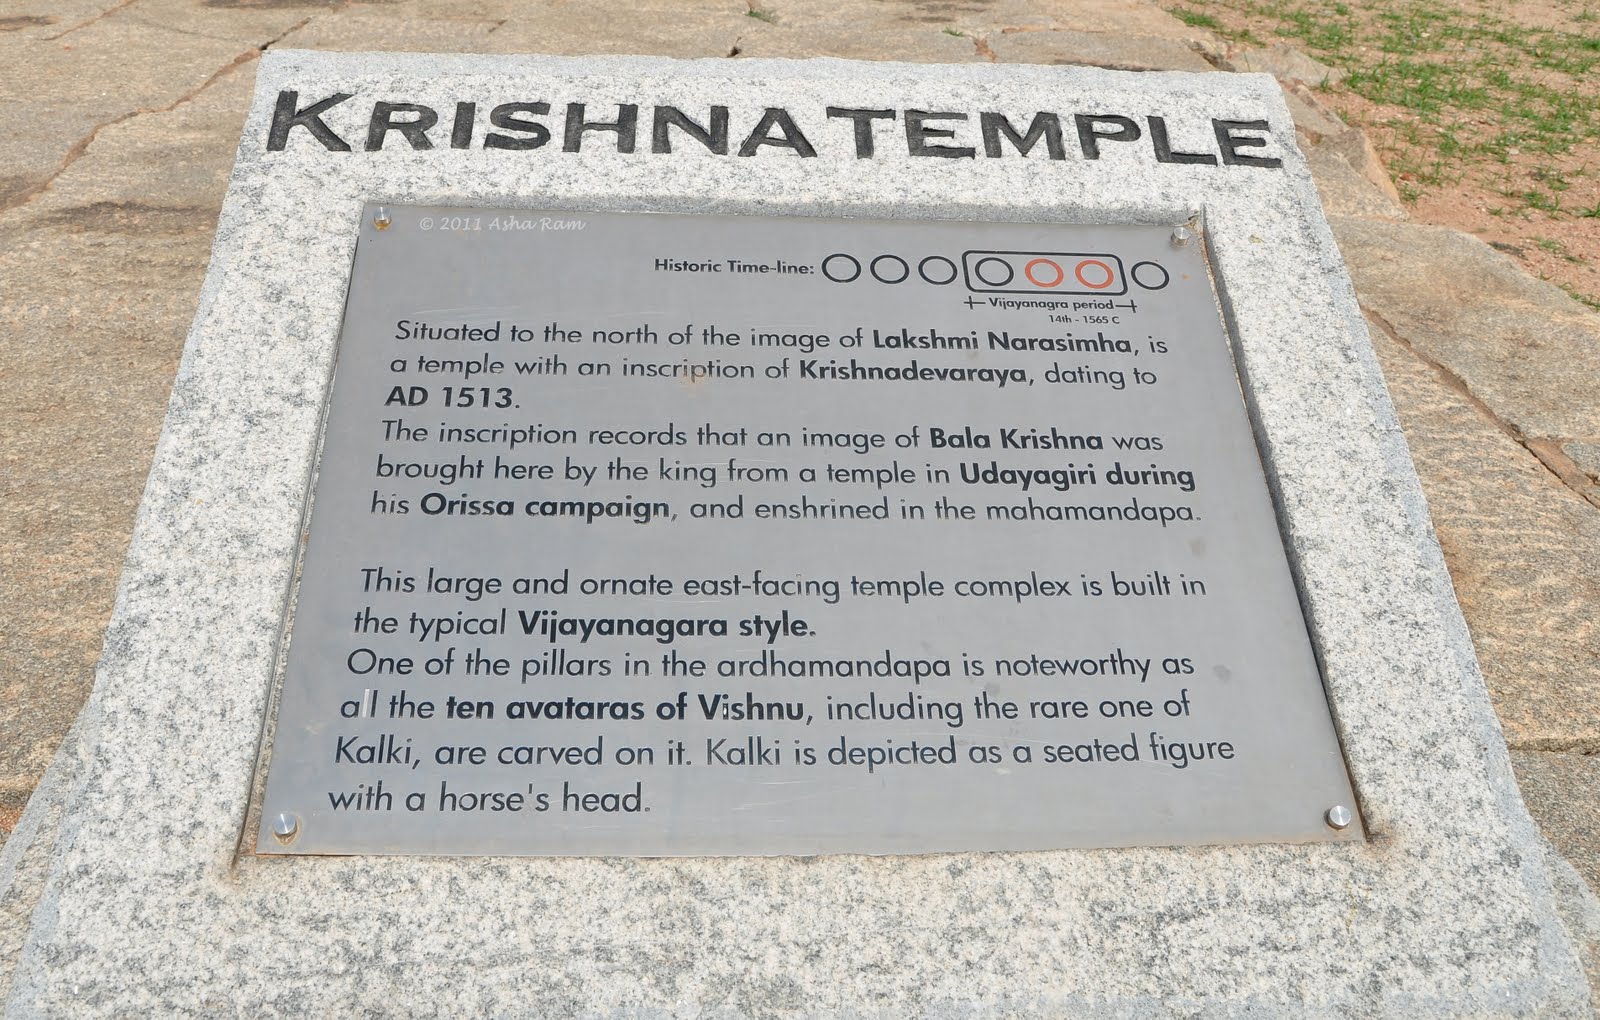 KRISHNA TEMPLE
© 2011 Asha Ram
Historic Time-line:
Vijayanagra period
14th - 1565 C
Situated to the north of the image of Lakshmi Narasimha, is
a temple with an inscription of Krishnadevaraya, dating to
AD 1513.
The inscription records that an image of Bala Krishna was
brought here by the king from a temple in Udayagiri during
his Orissa campaign, and enshrined in the mahamandapa.
This large and ornate east-facing temple complex is built in
the typical Vijayanagara style.
One of the pillars in the ardhamandapa is noteworthy as
all the ten avataras of Vishnu, including the rare one of
Kalki, are carved on it. Kalki is depicted as a seated figure
with a horse's head.